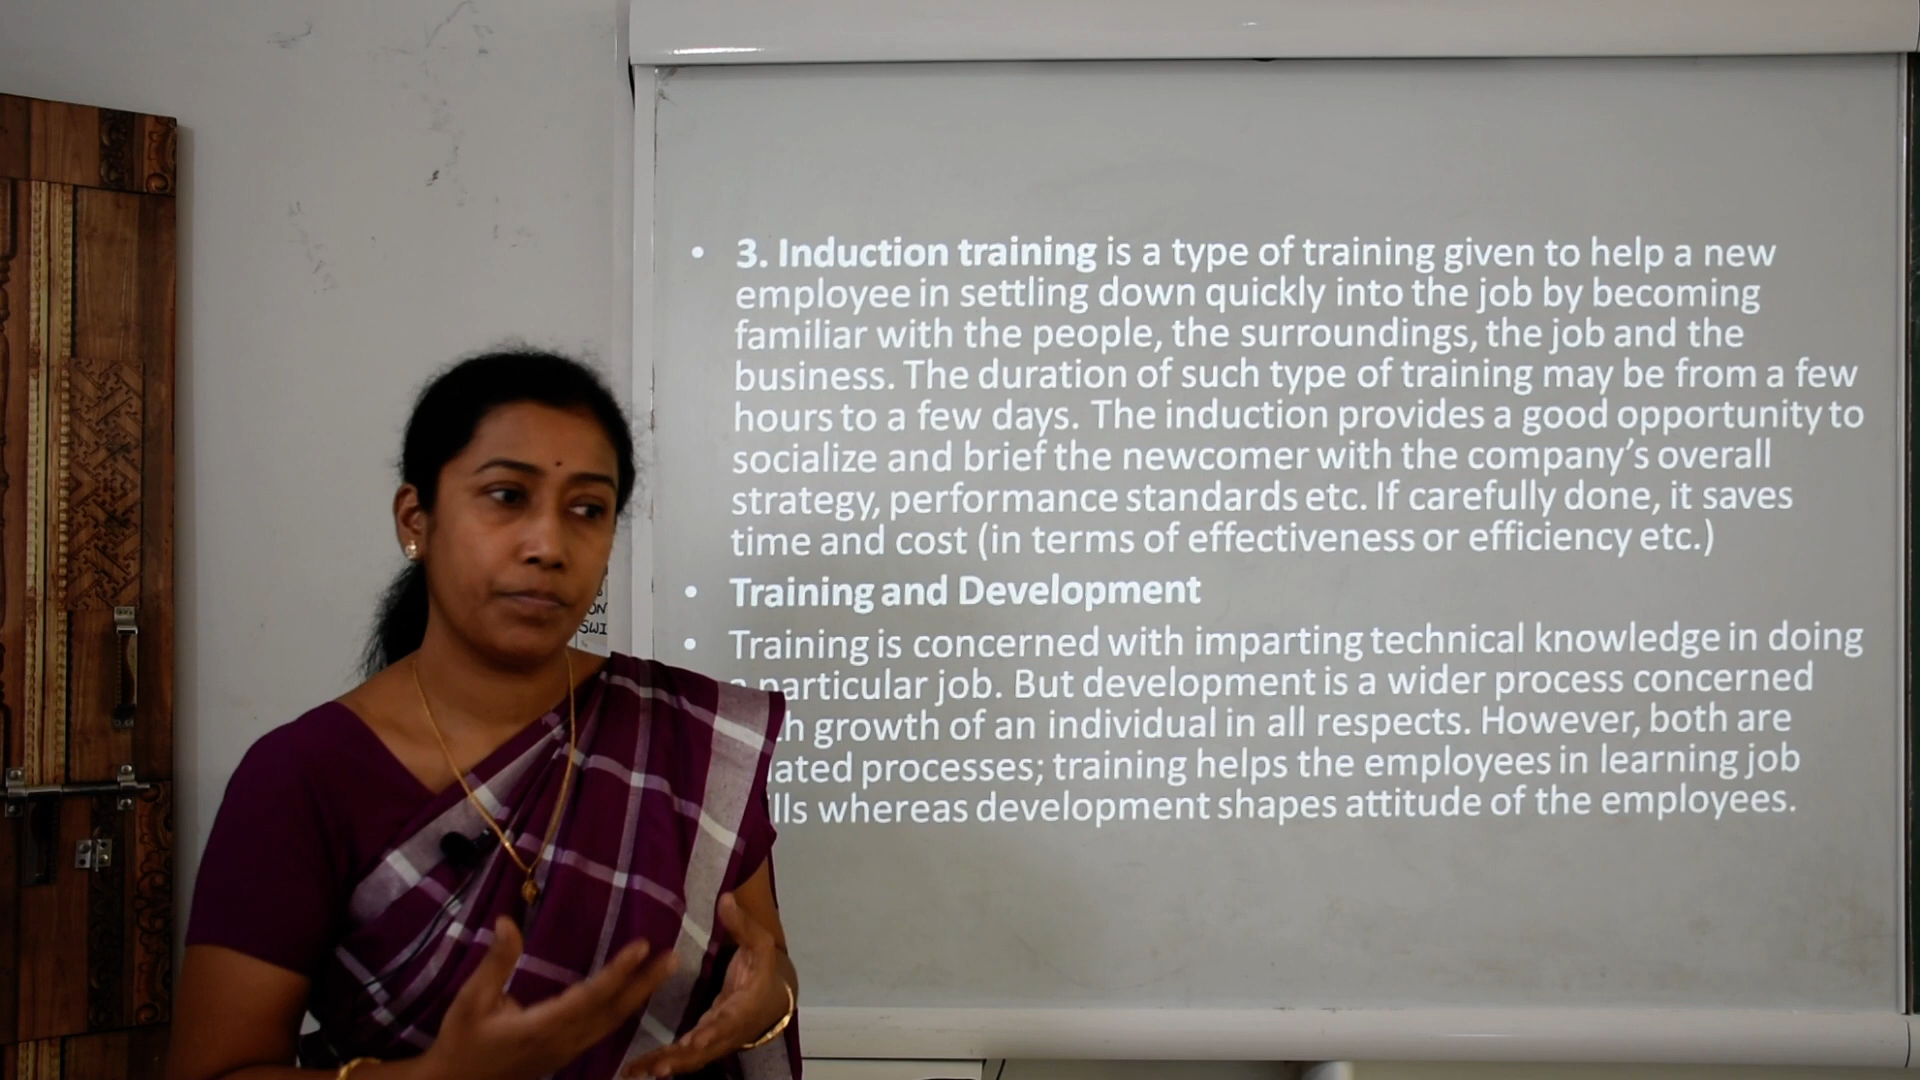 • 3. Induction training is a type of training given to help a new
employee in settling down quickly into the job by becoming
familiar with the people, the surroundings, the job and the
business. The duration of such type of training may be from a few
hours to a few days. The induction provides a good opportunity to
socialize and brief the newcomer with the company’s overall
strategy, performance standards etc. If carefully done, it saves
time and cost (in terms of effectiveness or efficiency etc.)
• Training and Development
• Training is concerned with imparting technical knowledge in doing
particular job. But development is a wider process concerned
growth of an individual in all respects. However, both are
processes; training helps the employees in learning job
whereas development shapes attitude of the employees.
ON
SWI